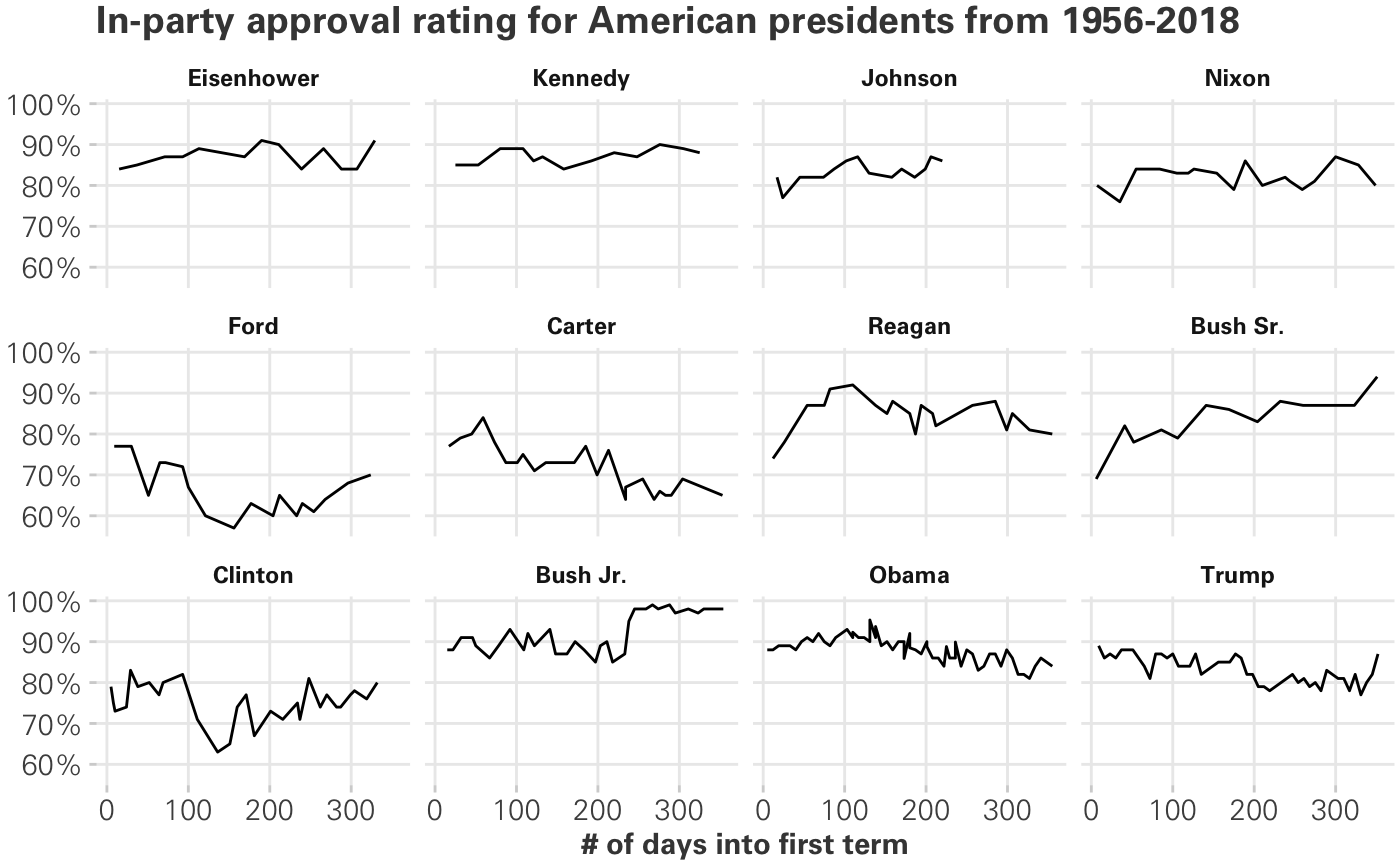 In-party approval rating for American presidents from 1956-2018
Eisenhower Kennedy Johnson Nixon
100%
90%
80%
70%
60%
Ford Carter Reagan Bush Sr.
100%
90%
80%
70%
60%
Clinton Bush Jr. Obama Trump
100%
90%
80%
70%
60%
0 100 200 300 0 100 200 300 0 100 200 300 0 100 200 300
# of days into first term